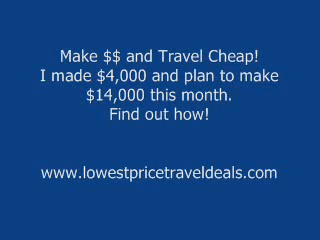 Make $$ and Travel Cheap!
I made $4,000 and plan to make
$14,000 this month.
Find out how!
www.lowestpricetraveldeals.com